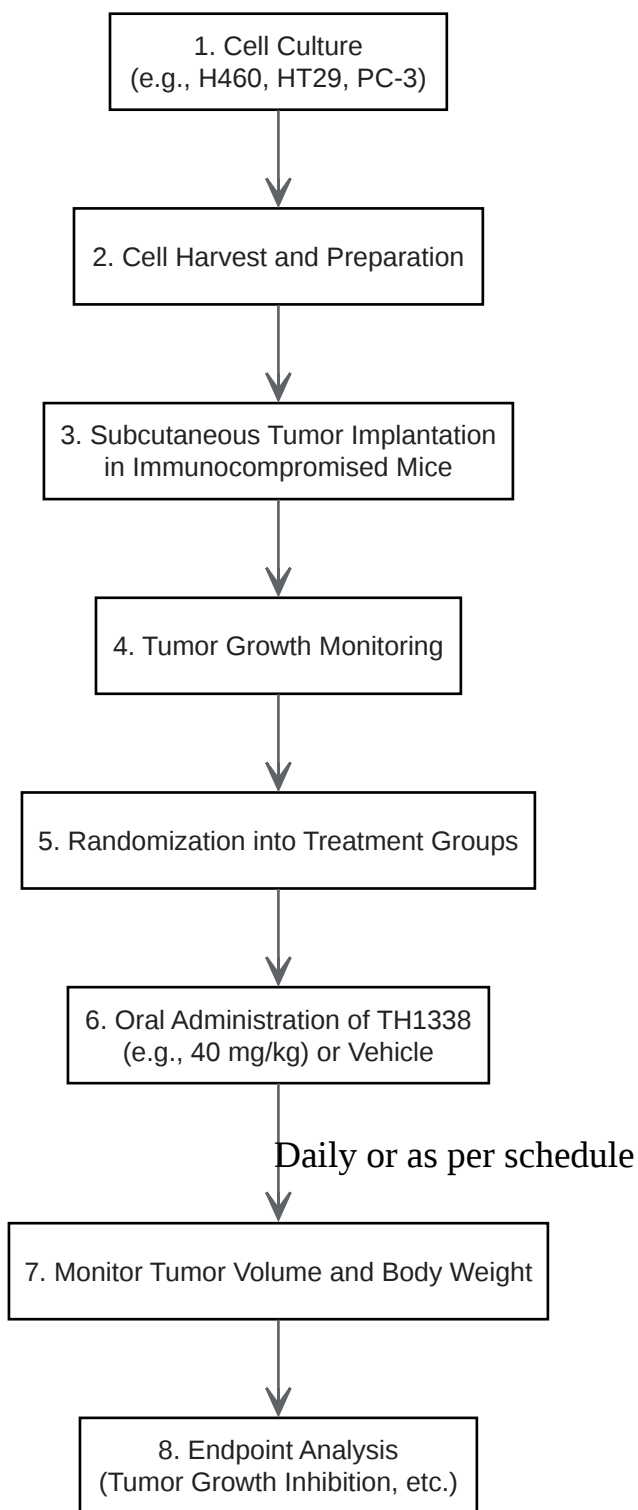 1. Cell Culture
(e.g., H460, HT29, PC-3)
2. Cell Harvest and Preparation
3. Subcutaneous Tumor Implantation
in Immunocompromised Mice
4. Tumor Growth Monitoring
5. Randomization into Treatment Groups
6. Oral Administration of TH1338
(e.g., 40 mg/kg) or Vehicle
Daily or as per schedule
7. Monitor Tumor Volume and Body Weight
8. Endpoint Analysis
(Tumor Growth Inhibition, etc.)